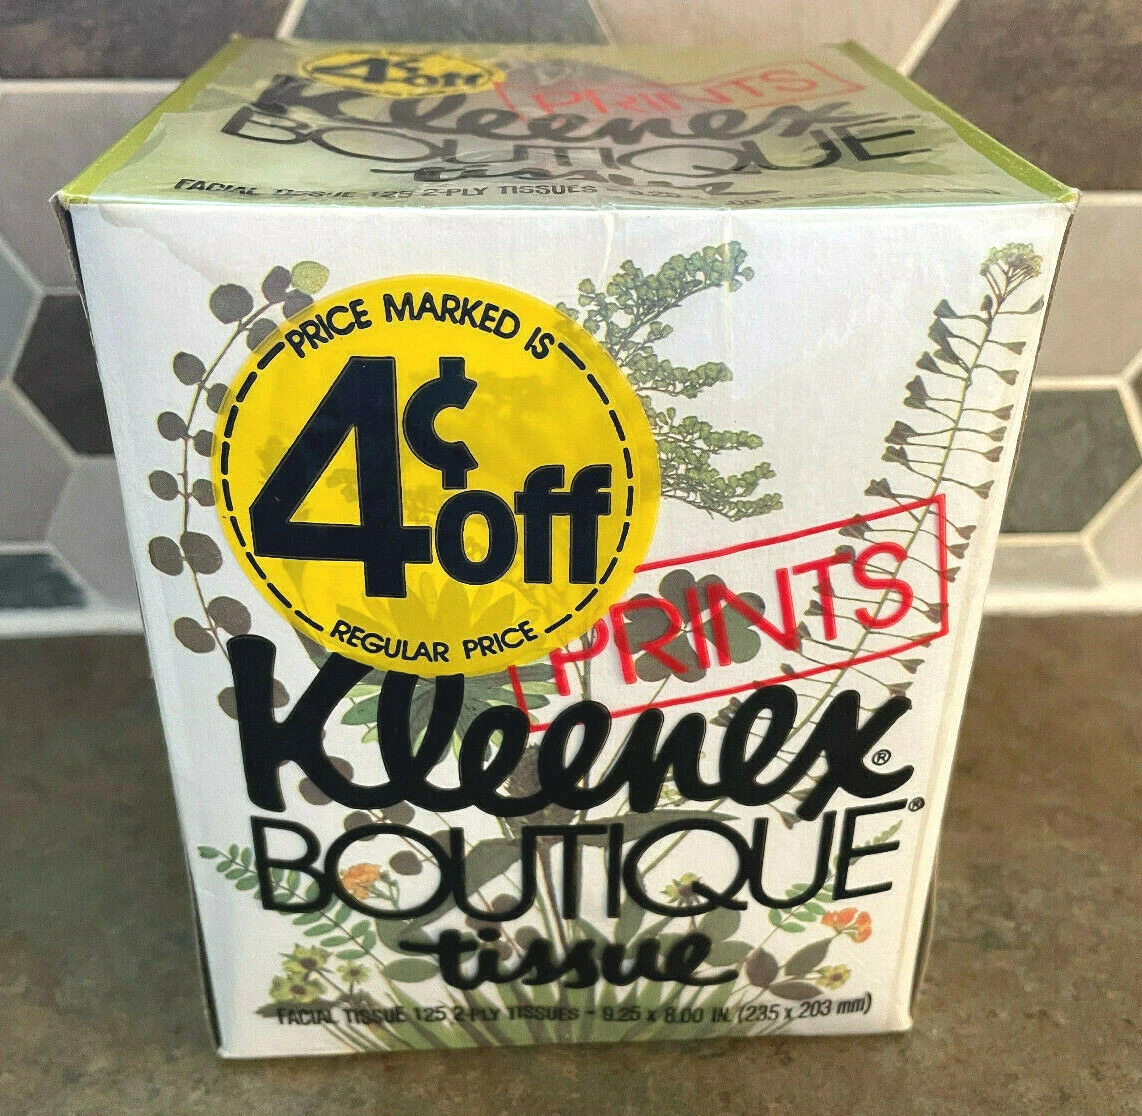 4¢ off
PRINTS
Kleenex
BOUTIQUE®
tissue
FACIAL TISSUE 125 2-PLY TISSUES -
PRICE MARKED IS
4¢ off
REGULAR PRICE
PRINTS
Kleenex®
BOUTIQUE®
tissue
FACIAL TISSUE 125 2-PLY TISSUES - 9.25 x 8.00 IN. (235 x 203 mm)